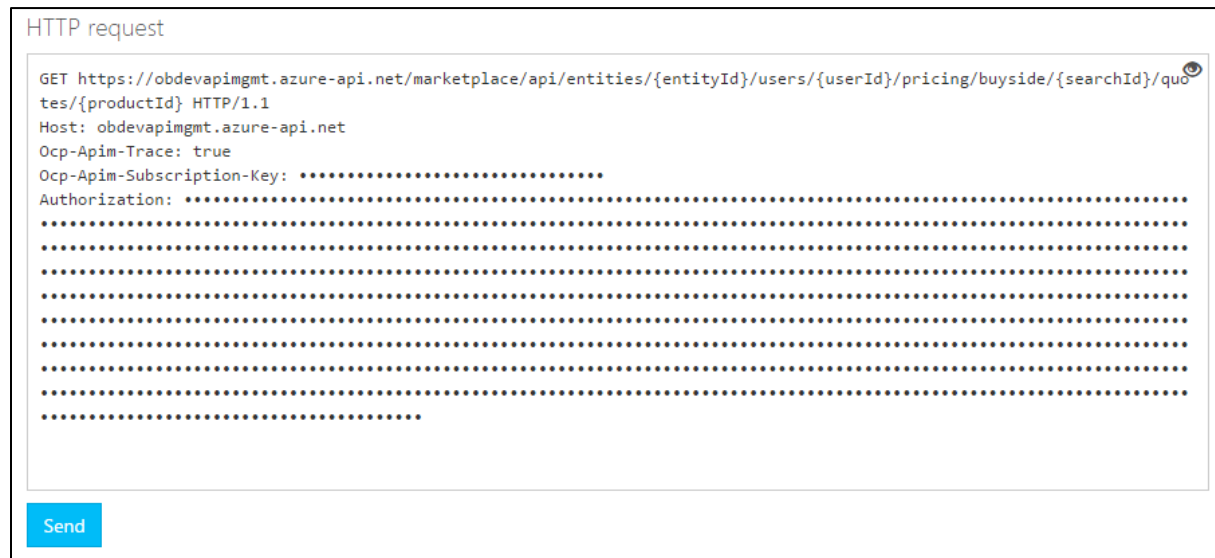 HTTP request
GET https://obdevapimgmt.azure-api.net/marketplace/api/entities/{entityId}/users/{userId}/pricing/buyside/{searchId}/quo
tes/{productId} HTTP/1.1
Host: obdevapimgmt.azure-api.net
Ocp-Apim-Trace: true
Ocp-Apim-Subscription-Key: ••••••••••••••••••••••••••••••••
Authorization: •••••••••••••••••••••••••••••••••••••••••••••••••••••••••••••••••••••••••••••••••••••••••••••••••••••••••
Send